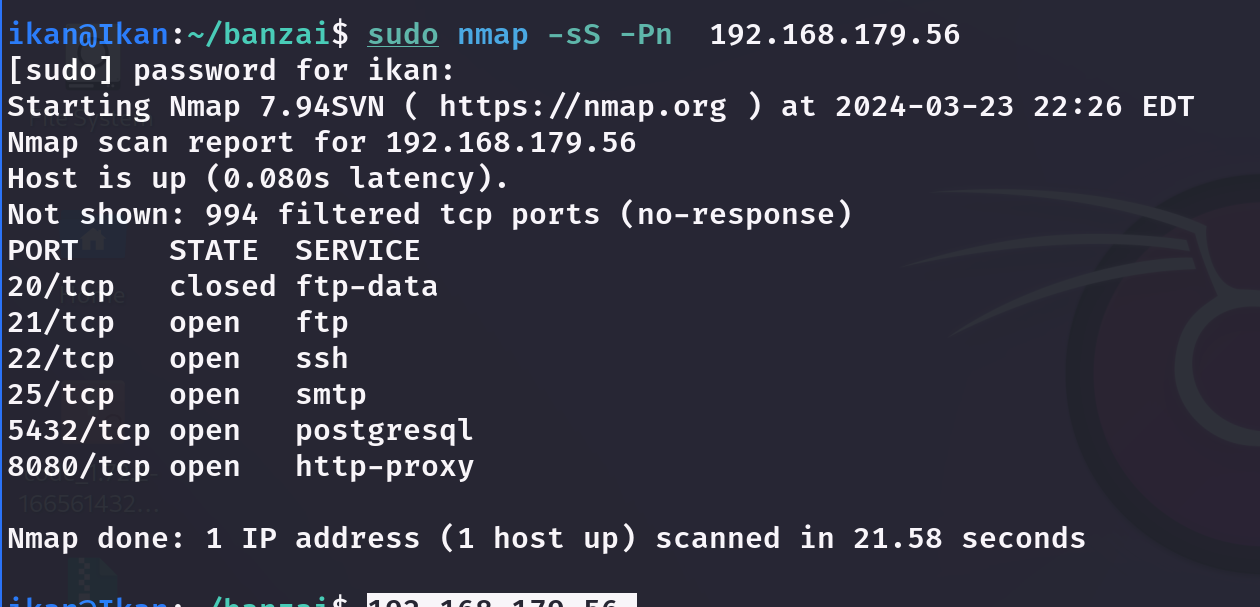 ikan@Ikan:~/banzai$ sudo nmap -sS -Pn  192.168.179.56
[sudo] password for ikan:
Starting Nmap 7.94SVN ( https://nmap.org ) at 2024-03-23 22:26 EDT
Nmap scan report for 192.168.179.56
Host is up (0.080s latency).
Not shown: 994 filtered tcp ports (no-response)
PORT     STATE  SERVICE
20/tcp   closed ftp-data
21/tcp   open   ftp
22/tcp   open   ssh
25/tcp   open   smtp
5432/tcp open   postgresql
8080/tcp open   http-proxy
166561432...
Nmap done: 1 IP address (1 host up) scanned in 21.58 seconds
ikan@Ikan:~/banzai$ 192.168.179.56